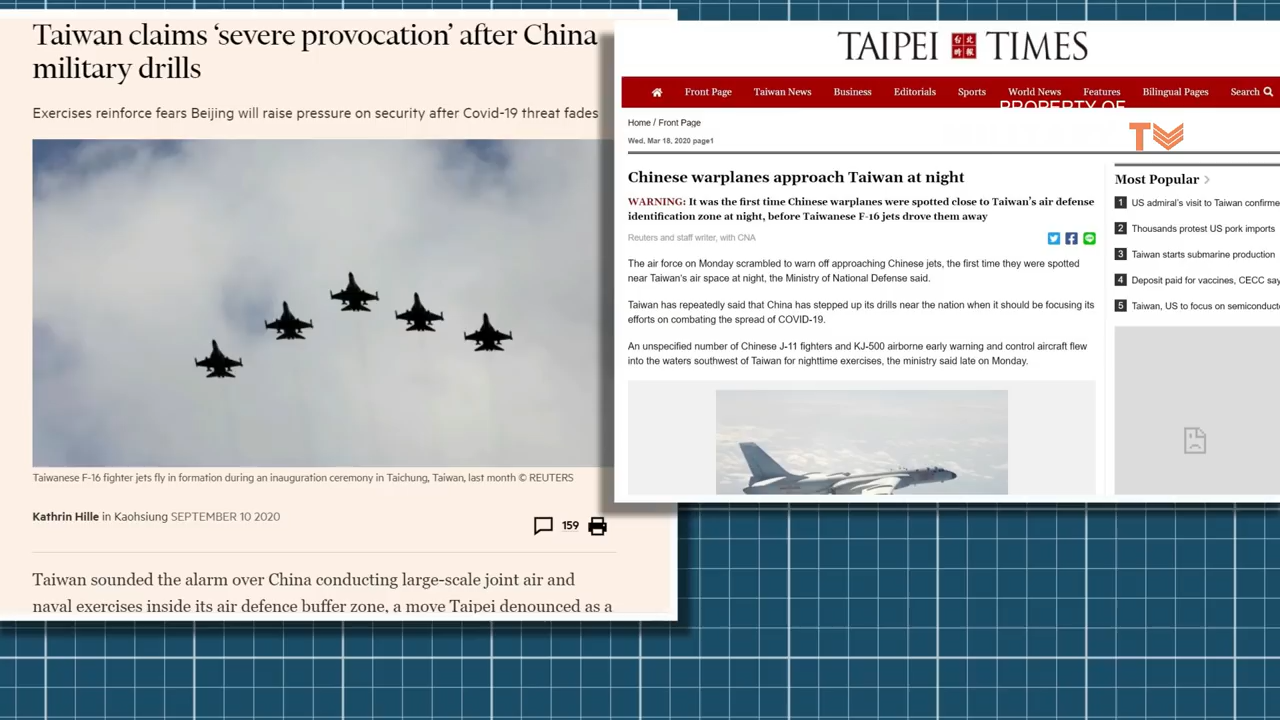 Taiwan claims ‘severe provocation’ after China
military drills
Exercises reinforce fears Beijing will raise pressure on security after Covid-19 threat fades
Taiwanese F-16 fighter jets fly in formation during an inauguration ceremony in Taichung, Taiwan, last month © REUTERS
Kathrin Hille in Kaohsiung SEPTEMBER 10 2020
159
Taiwan sounded the alarm over China conducting large-scale joint air and
naval exercises inside its air defence buffer zone, a move Taipei denounced as a
TAIPEI 台北時報 TIMES
Front Page Taiwan News Business Editorials Sports World News Features Bilingual Pages Search
PROPERTY OF
T
Home / Front Page
Wed, Mar 18, 2020 page1
Chinese warplanes approach Taiwan at night
WARNING: It was the first time Chinese warplanes were spotted close to Taiwan's air defense
identification zone at night, before Taiwanese F-16 jets drove them away
Reuters and staff writer, with CNA
The air force on Monday scrambled to warn off approaching Chinese jets, the first time they were spotted
near Taiwan's air space at night, the Ministry of National Defense said.
Taiwan has repeatedly said that China has stepped up its drills near the nation when it should be focusing its
efforts on combating the spread of COVID-19.
An unspecified number of Chinese J-11 fighters and KJ-500 airborne early warning and control aircraft flew
into the waters southwest of Taiwan for nighttime exercises, the ministry said late on Monday.
Most Popular
1 US admiral's visit to Taiwan confirme
2 Thousands protest US pork imports
3 Taiwan starts submarine production
4 Deposit paid for vaccines, CECC say
5 Taiwan, US to focus on semiconducto